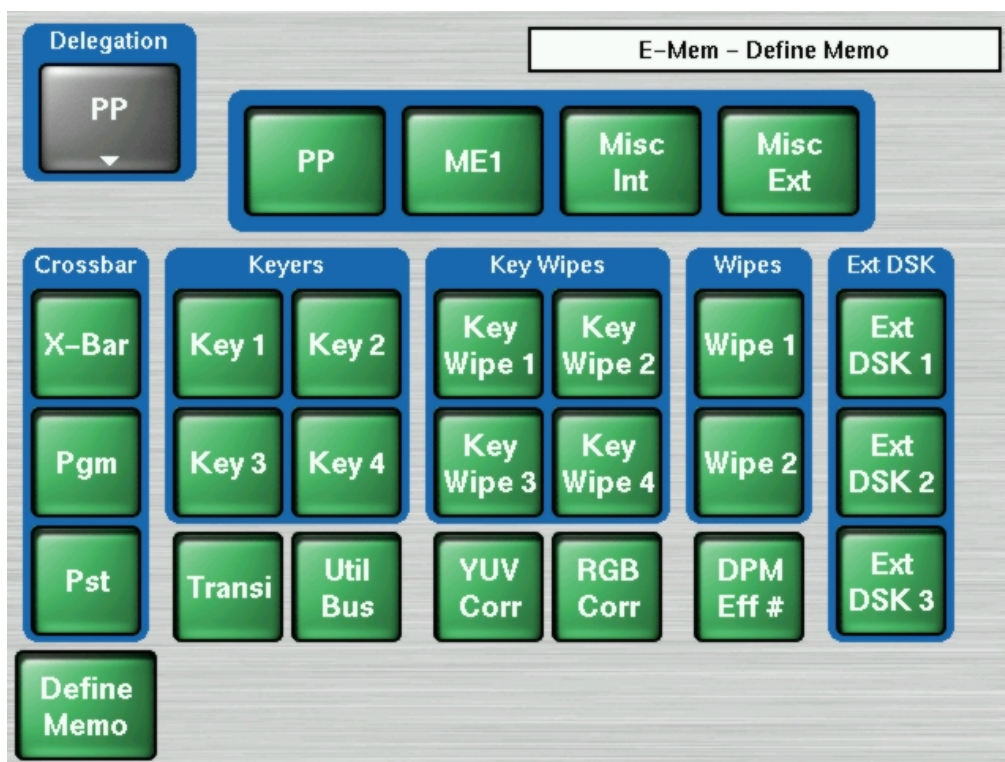 Delegation
E-Mem - Define Memo
PP
PP
ME1
Misc
Int
Misc
Ext
Crossbar
Keyers
Key Wipes
Wipes
Ext DSK
X-Bar
Key 1
Key 2
Key
Wipe 1
Key
Wipe 2
Wipe 1
Ext
DSK 1
Pgm
Key 3
Key 4
Key
Wipe 3
Key
Wipe 4
Wipe 2
Ext
DSK 2
Pst
Transi
Util
Bus
YUV
Corr
RGB
Corr
DPM
Eff #
Ext
DSK 3
Define
Memo